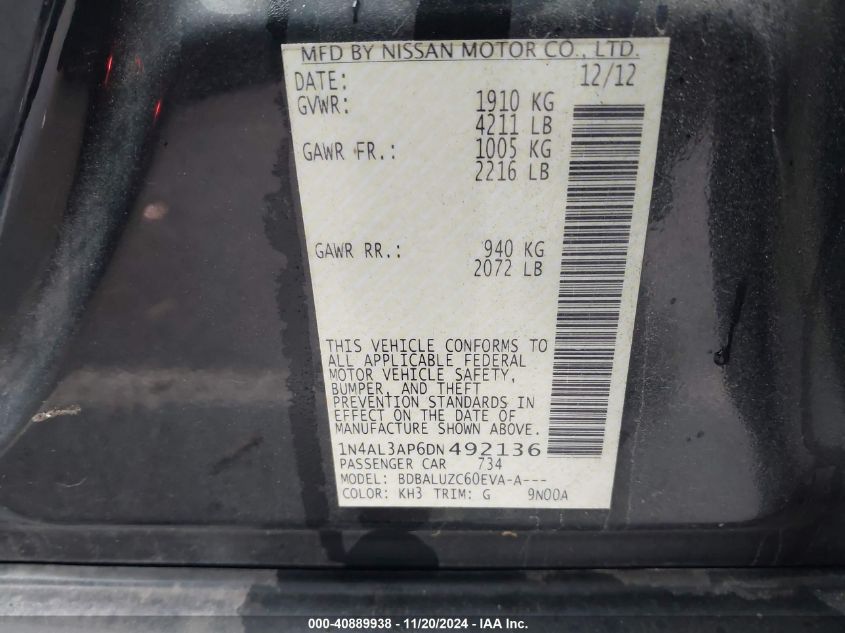 MFD BY NISSAN MOTOR CO., LTD.
DATE: 12/12
GVWR: 1910 KG
4211 LB
GAWR FR.: 1005 KG
2216 LB
GAWR RR.: 940 KG
2072 LB
THIS VEHICLE CONFORMS TO
ALL APPLICABLE FEDERAL
MOTOR VEHICLE SAFETY,
BUMPER, AND THEFT
PREVENTION STANDARDS IN
EFFECT ON THE DATE OF
MANUFACTURE SHOWN ABOVE.
1N4AL3AP6DN492136
PASSENGER CAR 734
MODEL: BDBALUZC60EVA-A---
COLOR: KH3 TRIM: G 9N00A
000-40889938 - 11/20/2024 - IAA Inc.